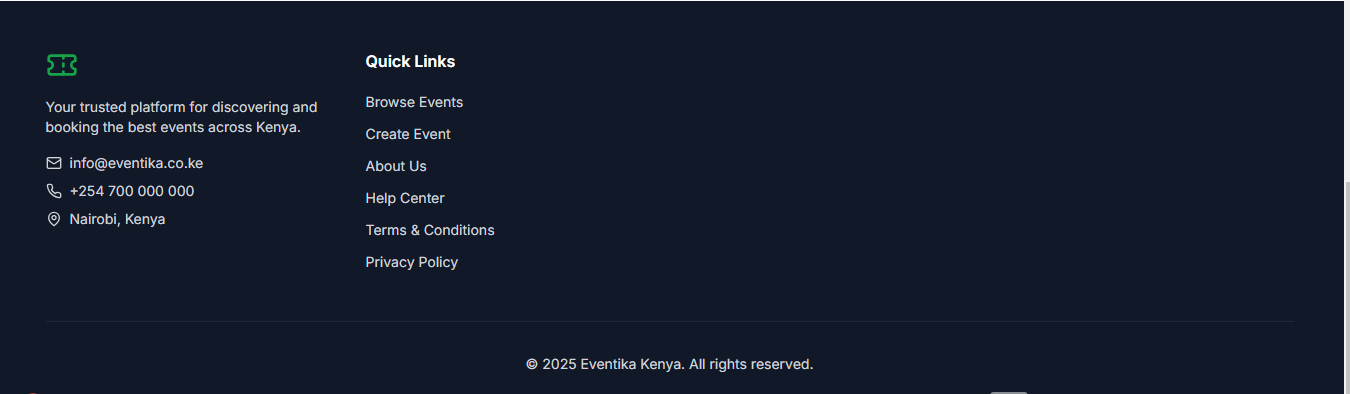 Your trusted platform for discovering and
booking the best events across Kenya.
info@eventika.co.ke
+254 700 000 000
Nairobi, Kenya
Quick Links
Browse Events
Create Event
About Us
Help Center
Terms & Conditions
Privacy Policy
© 2025 Eventika Kenya. All rights reserved.